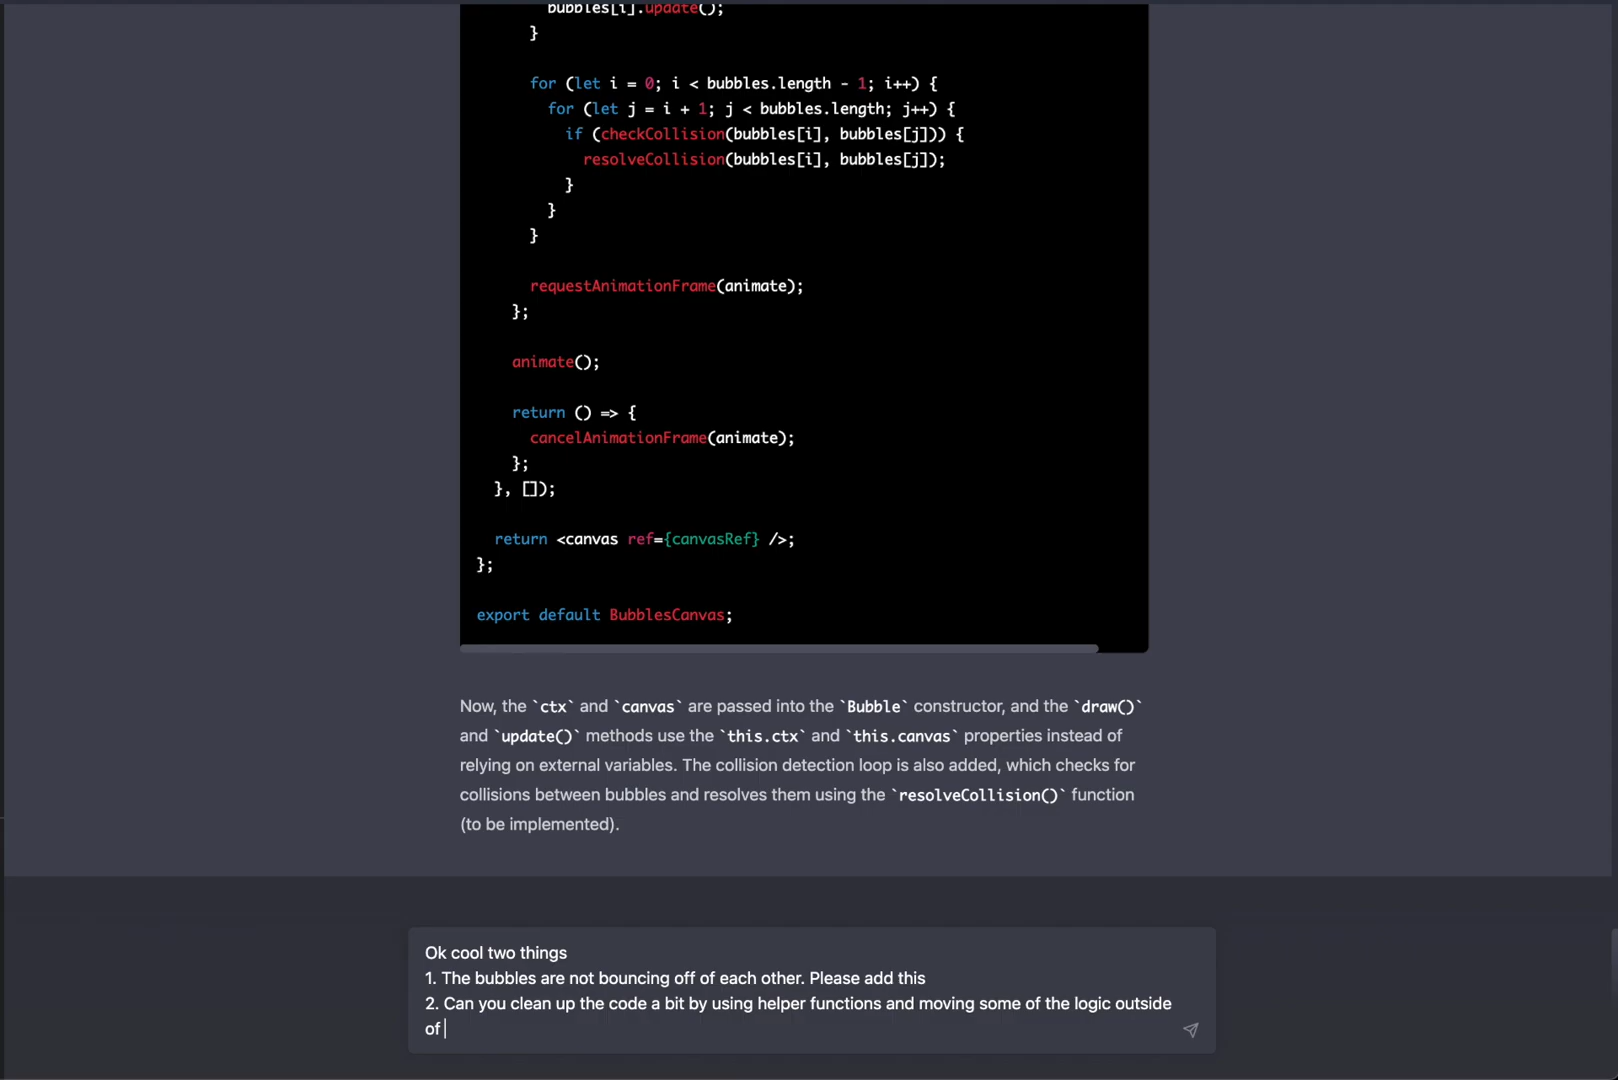 bubbles[i].update();
}
for (let i = 0; i < bubbles.length - 1; i++) {
for (let j = i + 1; j < bubbles.length; j++) {
if (checkCollision(bubbles[i], bubbles[j])) {
resolveCollision(bubbles[i], bubbles[j]);
}
}
}
requestAnimationFrame(animate);
};
animate();
return () => {
cancelAnimationFrame(animate);
};
}, []);
return <canvas ref={canvasRef} />;
};
export default BubblesCanvas;
Now, the `ctx` and `canvas` are passed into the `Bubble` constructor, and the `draw()`
and `update()` methods use the `this.ctx` and `this.canvas` properties instead of
relying on external variables. The collision detection loop is also added, which checks for
collisions between bubbles and resolves them using the `resolveCollision()` function
(to be implemented).
Ok cool two things
1. The bubbles are not bouncing off of each other. Please add this
2. Can you clean up the code a bit by using helper functions and moving some of the logic outside
of